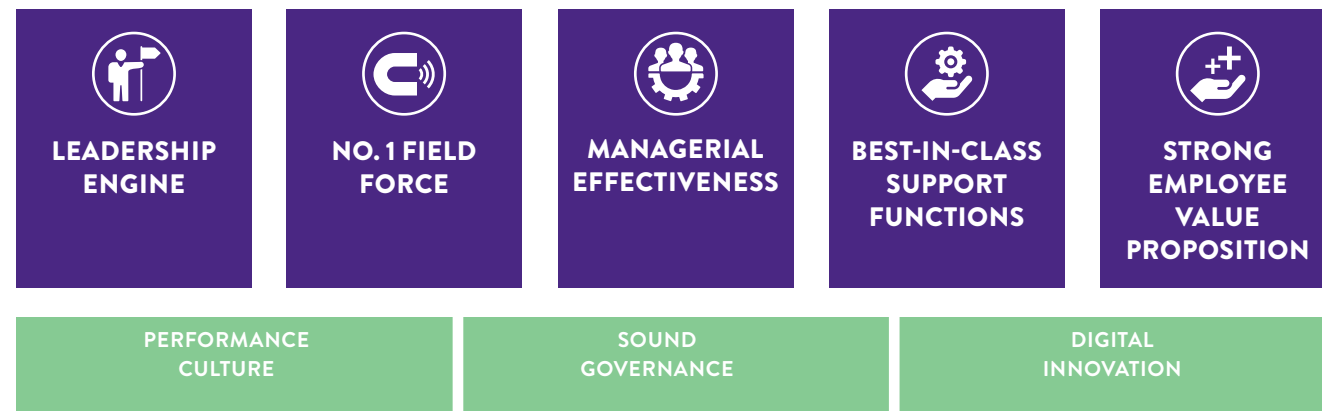 LEADERSHIP
ENGINE
NO. 1 FIELD
FORCE
MANAGERIAL
EFFECTIVENESS
BEST-IN-CLASS
SUPPORT
FUNCTIONS
STRONG
EMPLOYEE
VALUE
PROPOSITION
PERFORMANCE
CULTURE
SOUND
GOVERNANCE
DIGITAL
INNOVATION